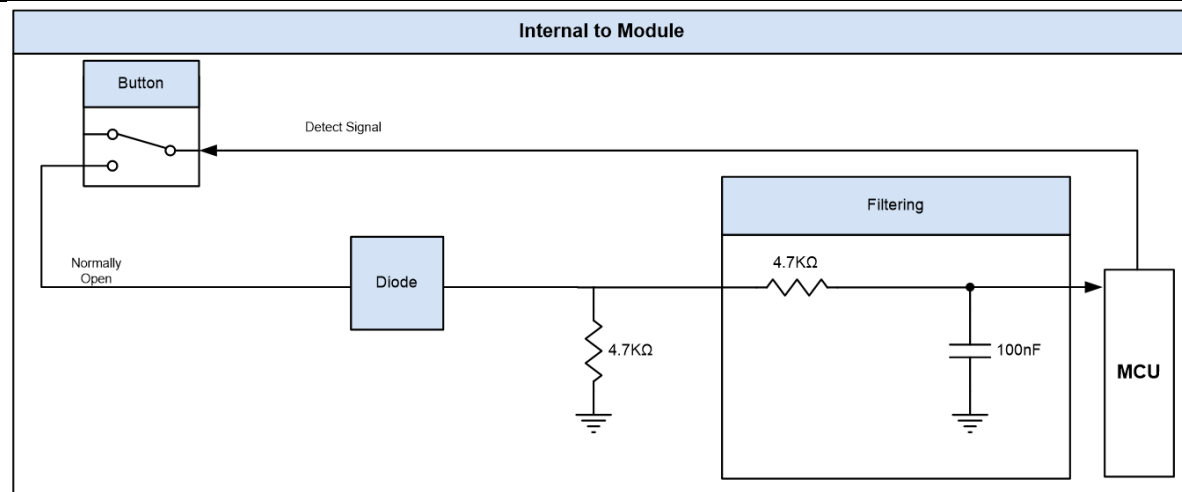 Internal to Module
Button
Detect Signal
Filtering
Normally
Open
Diode
4.7KΩ
4.7KΩ
100nF
MCU